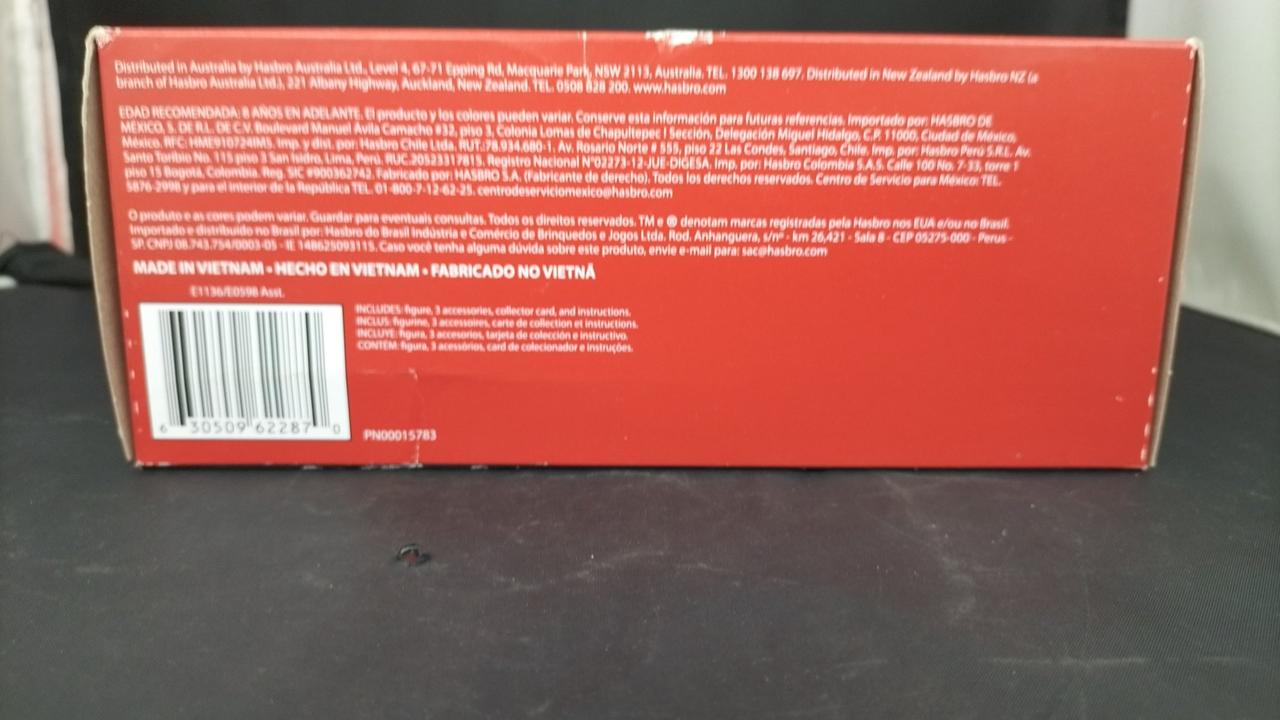 Distributed in Australia by Hasbro Australia Ltd., Level 4, 67-71 Epping Rd, Macquarie Park, NSW 2113, Australia. TEL. 1300 138 697. Distributed in New Zealand by Hasbro NZ (a
branch of Hasbro Australia Ltd.), 221 Albany Highway, Auckland, New Zealand. TEL. 0508 828 200. www.hasbro.com
EDAD RECOMENDADA: 8 AÑOS EN ADELANTE. El producto y los colores pueden variar. Conserve esta información para futuras referencias. Importado por: HASBRO DE
MÉXICO, S. DE R.L. DE C.V. Boulevard Manuel Ávila Camacho #32, piso 3, Colonia Lomas de Chapultepec I Sección, Delegación Miguel Hidalgo, C.P. 11000, Ciudad de México,
México. RFC: HME910724IM5. Imp. y dist. por: Hasbro Chile Ltda. RUT.:78.934.680-1. Av. Rosario Norte # 555, piso 22 Las Condes, Santiago, Chile. Imp. por: Hasbro Perú S.R.L. Av.
Santo Toribio No. 115 piso 3 San Isidro, Lima, Perú. RUC.20523317815. Registro Nacional N°02273-12-JUE-DIGESA. Imp. por: Hasbro Colombia S.A.S. Calle 100 No. 7-33, torre 1
piso 15 Bogotá, Colombia. Reg. SIC #900362742. Fabricado por: HASBRO S.A. (Fabricante de derecho). Todos los derechos reservados. Centro de Servicio para México: TEL.
5876-2998 y para el interior de la República TEL. 01-800-7-12-62-25. centrodeserviciomexico@hasbro.com
O produto e as cores podem variar. Guardar para eventuais consultas. Todos os direitos reservados. TM e ® denotam marcas registradas pela Hasbro nos EUA e/ou no Brasil.
Importado e distribuído no Brasil por: Hasbro do Brasil Indústria e Comércio de Brinquedos e Jogos Ltda. Rod. Anhanguera, s/nº - km 26,421 - Sala 8 - CEP 05275-000 - Perus -
SP. CNPJ 08.743.754/0003-05 - IE 148625093115. Caso você tenha alguma dúvida sobre este produto, envie e-mail para: sac@hasbro.com
MADE IN VIETNAM • HECHO EN VIETNAM • FABRICADO NO VIETNÃ
E1136/E0598 Asst.
INCLUDES: figure, 3 accessories, collector card, and instructions.
INCLUS: figurine, 3 accessoires, carte de collection et instructions.
INCLUYE: figura, 3 accesorios, tarjeta de colección e instructivo.
CONTÉM: figura, 3 acessórios, card de colecionador e instruções.
6 30509 62287 0
PN00015783